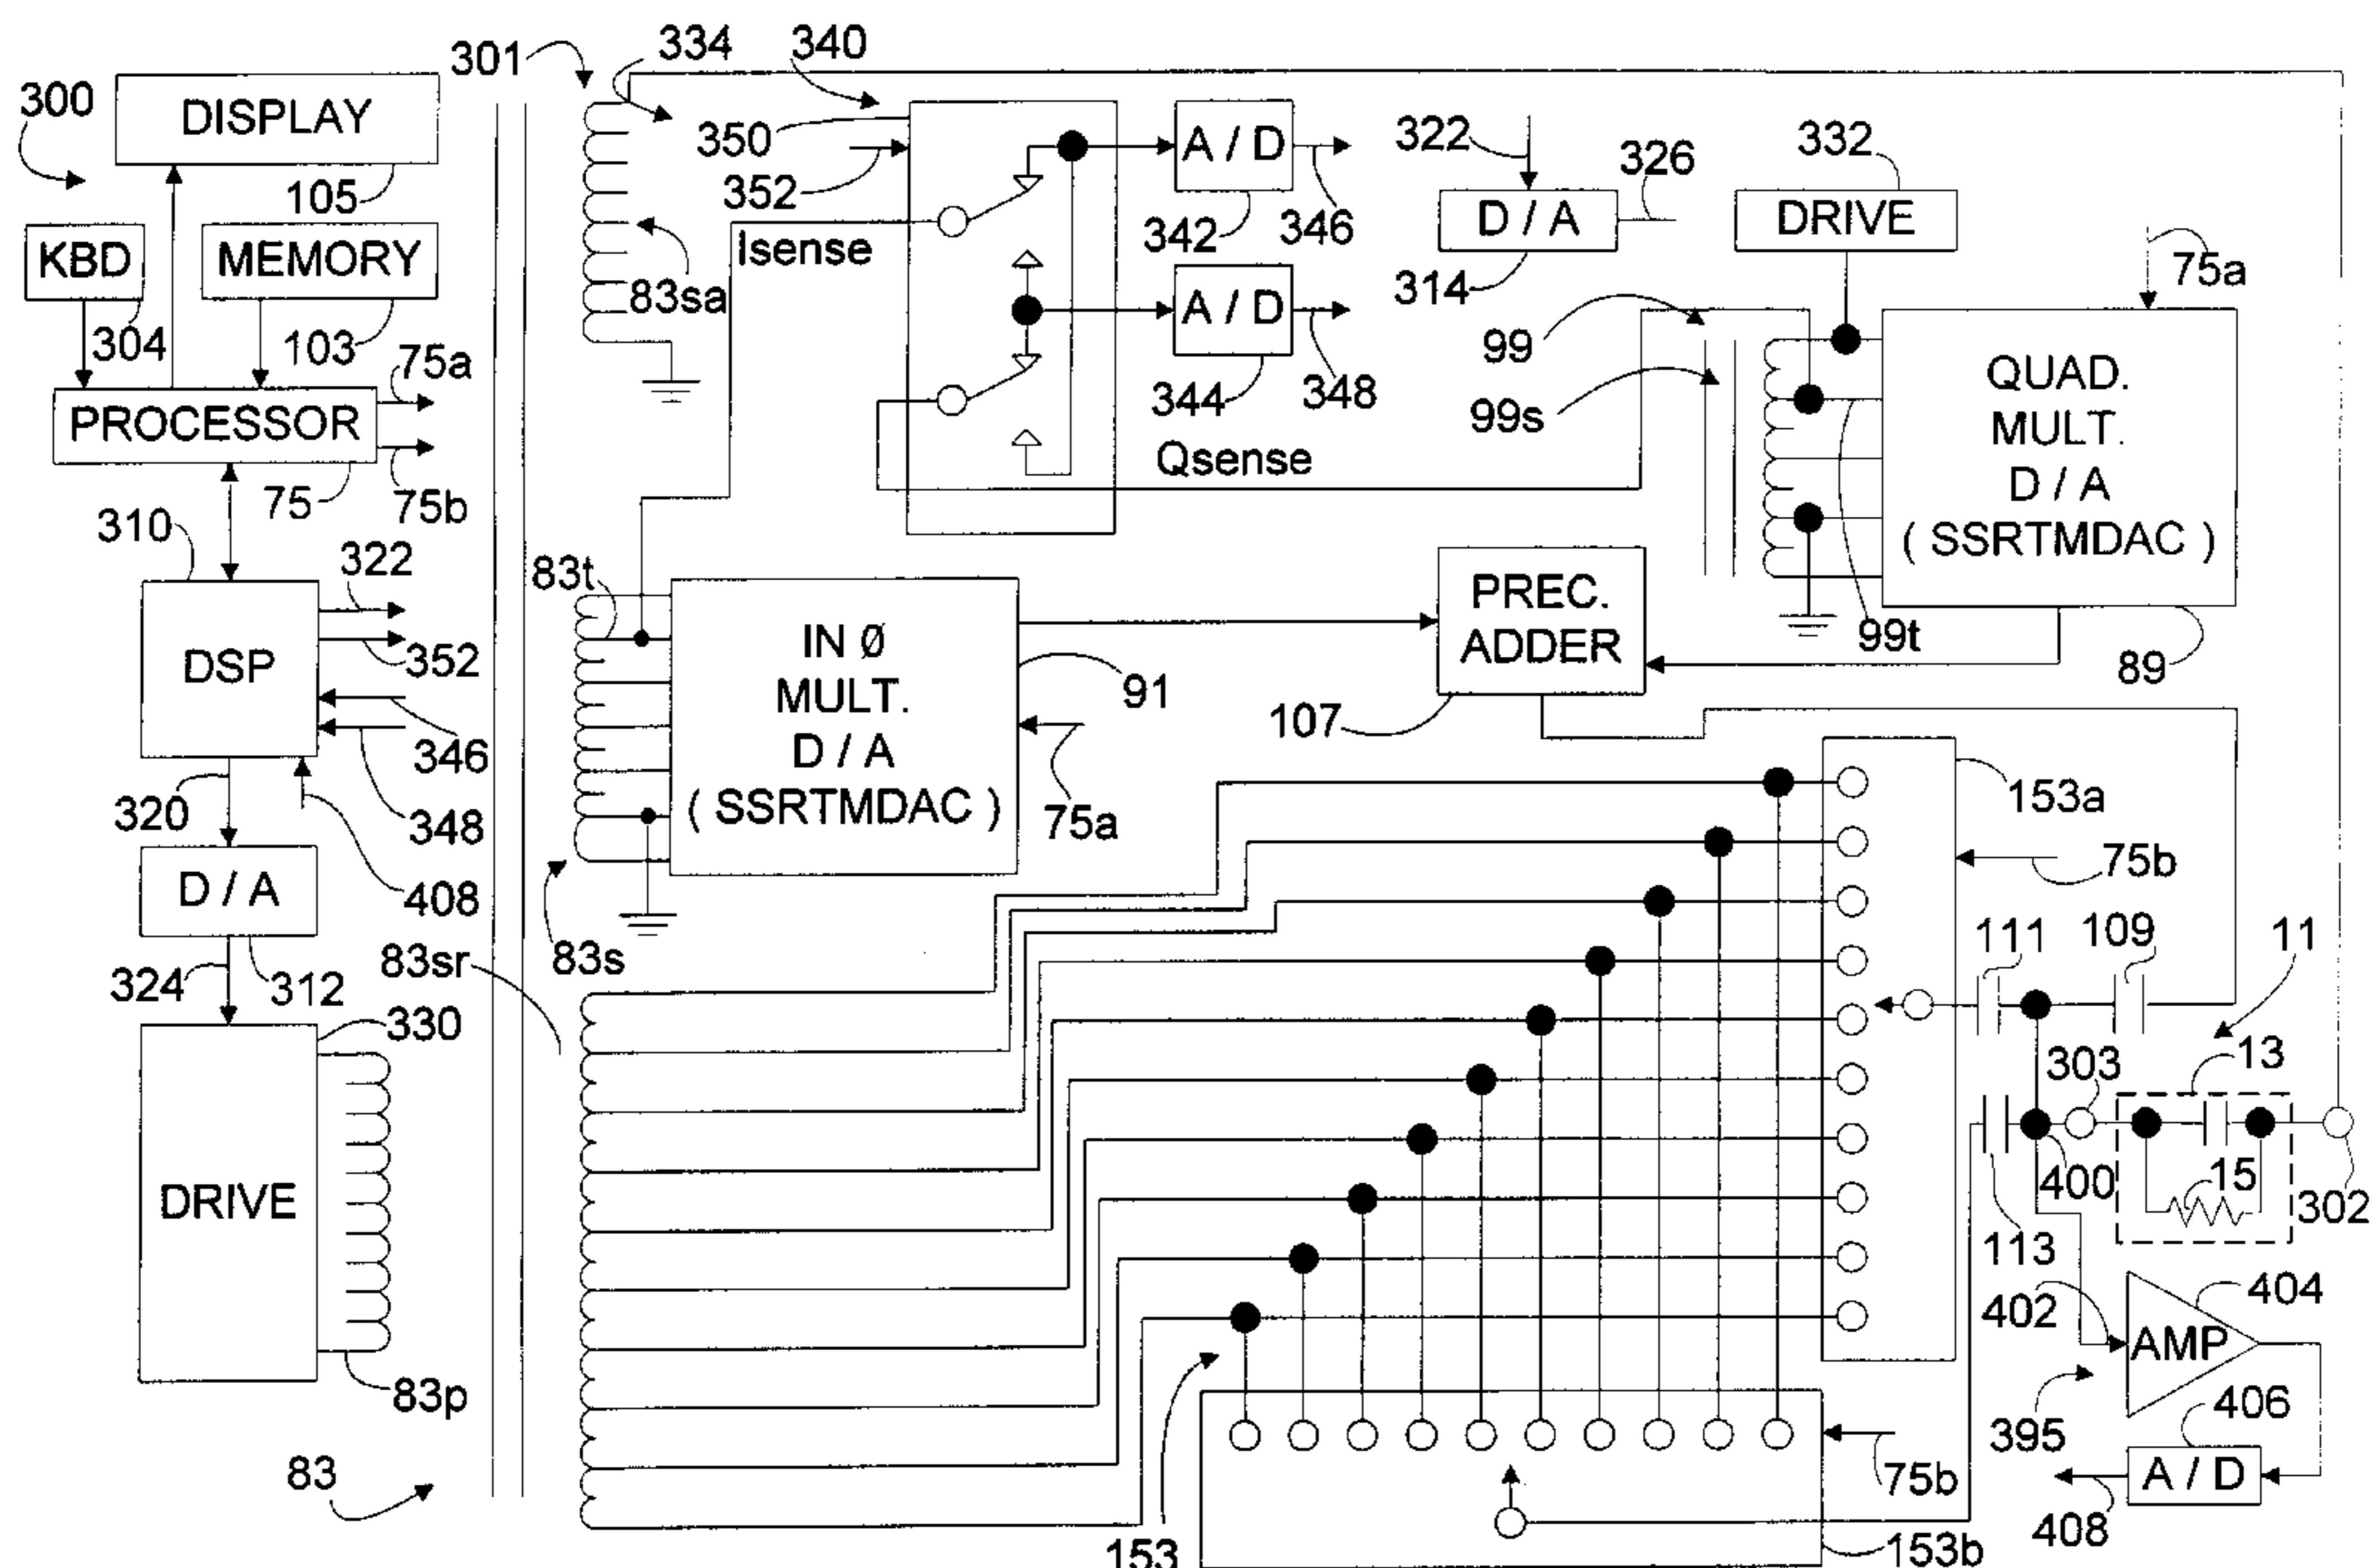 300
DISPLAY
105
KBD
304
MEMORY
103
PROCESSOR
75
75a
75b
310
DSP
322
352
346
348
408
320
D / A
312
324
DRIVE
330
83p
83
301
334
83sa
340
350
352
Isense
Qsense
A / D
342
346
A / D
344
348
322
D / A
314
326
332
DRIVE
75a
99
99s
QUAD.
MULT.
D / A
( SSRTMDAC )
99t
89
83t
IN Ø
MULT.
D / A
( SSRTMDAC )
91
75a
83s
PREC.
ADDER
107
83sr
153a
75b
111
109
11
303
13
15
400
302
113
402
404
AMP
395
406
A / D
408
75b
153
153b